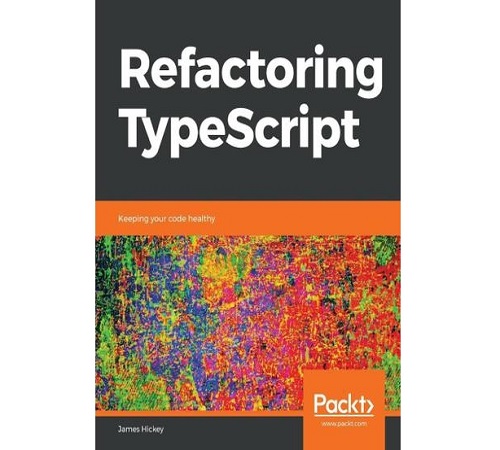 Refactoring
TypeScript
Keeping your code healthy
Packt>
www.packt.com
James Hickey